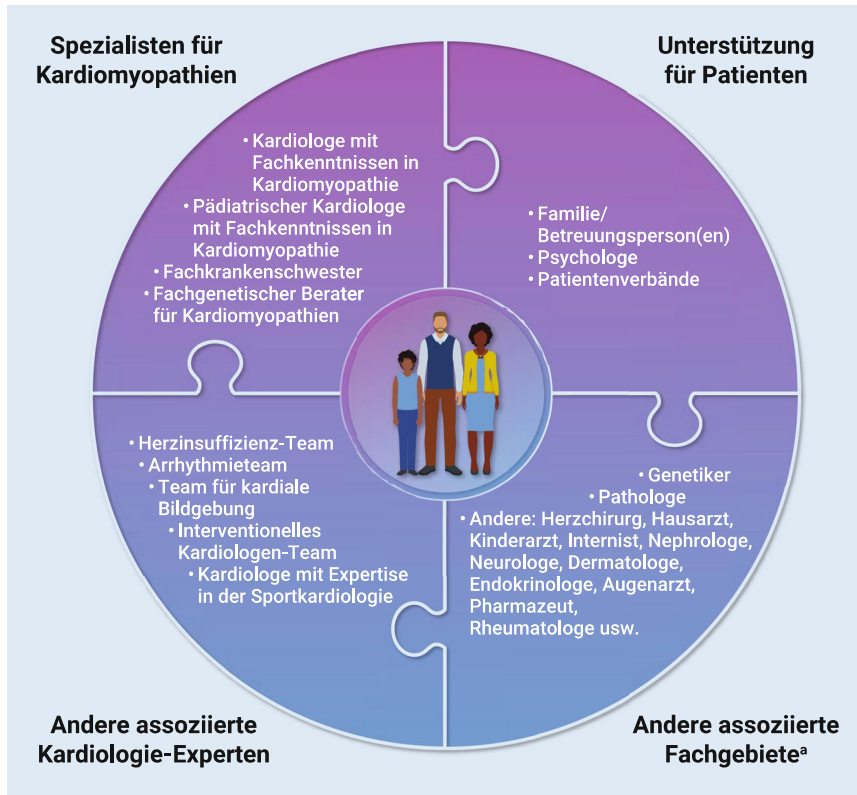 Spezialisten für
Kardiomyopathien
Unterstützung
für Patienten
• Kardiologe mit
Fachkenntnissen in
Kardiomyopathie
• Pädiatrischer Kardiologe
mit Fachkenntnissen in
Kardiomyopathie
• Fachkrankenschwester
• Fachgenetischer Berater
für Kardiomyopathien
• Familie/
Betreuungsperson(en)
• Psychologe
• Patientenverbände
• Herzinsuffizienz-Team
• Arrhythmieteam
• Team für kardiale
Bildgebung
• Interventionelles
Kardiologen-Team
• Kardiologe mit Expertise
in der Sportkardiologie
• Genetiker
• Pathologe
• Andere: Herzchirurg, Hausarzt,
Kinderarzt, Internist, Nephrologe,
Neurologe, Dermatologe,
Endokrinologe, Augenarzt,
Pharmazeut,
Rheumatologe usw.
Andere assoziierte
Kardiologie-Experten
Andere assoziierte
Fachgebieteᵃ